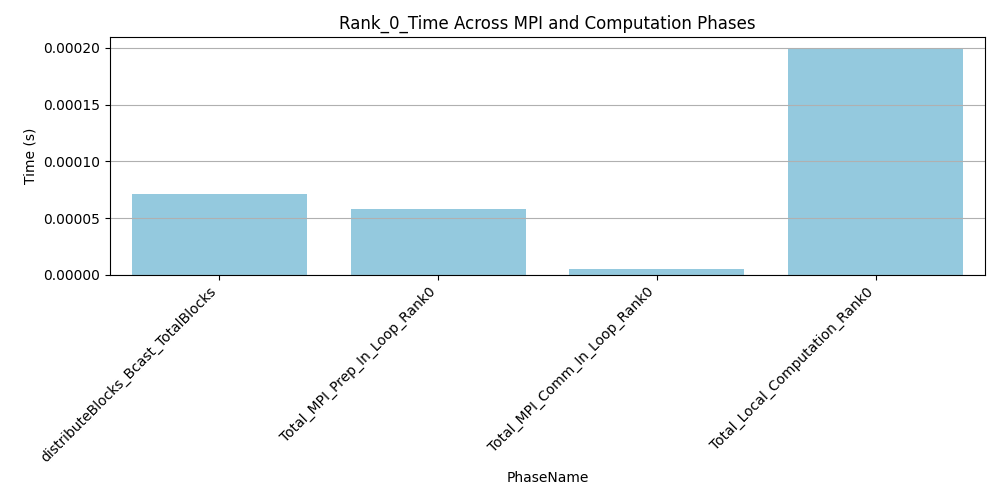 Rank_0_Time Across MPI and Computation Phases
Time (s)
0.00020
0.00015
0.00010
0.00005
0.00000
distributeBlocks_Bcast_TotalBlocks
Total_MPI_Prep_In_Loop_Rank0
Total_MPI_Comm_In_Loop_Rank0
Total_Local_Computation_Rank0
PhaseName